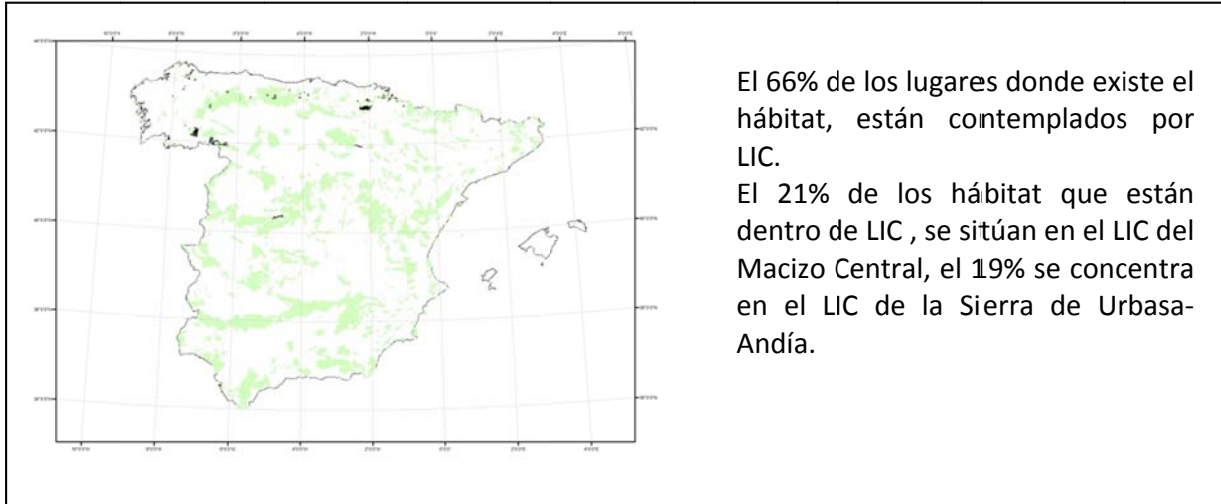 El 66% de los lugares donde existe el
hábitat, están contemplados por
LIC.
El 21% de los hábitat que están
dentro de LIC , se sitúan en el LIC del
Macizo Central, el 19% se concentra
en el LIC de la Sierra de Urbasa-
Andía.